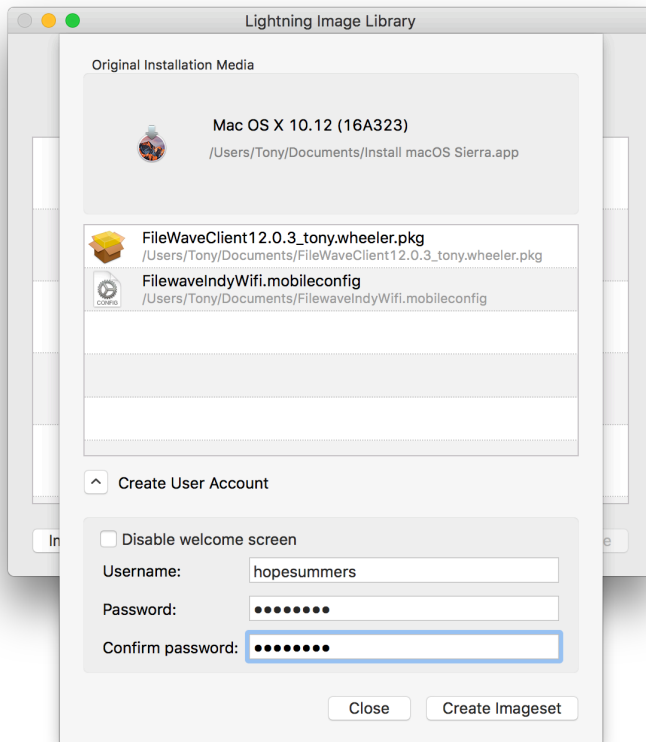 Lightning Image Library
Original Installation Media
Mac OS X 10.12 (16A323)
/Users/Tony/Documents/Install macOS Sierra.app
FileWaveClient12.0.3_tony.wheeler.pkg
/Users/Tony/Documents/FileWaveClient12.0.3_tony.wheeler.pkg
CONFIG
FilewaveIndyWifi.mobileconfig
/Users/Tony/Documents/FilewaveIndyWifi.mobileconfig
Create User Account
Disable welcome screen
Username: hopesummers
Password: ●●●●●●●●
Confirm password: ●●●●●●●●
Close Create Imageset